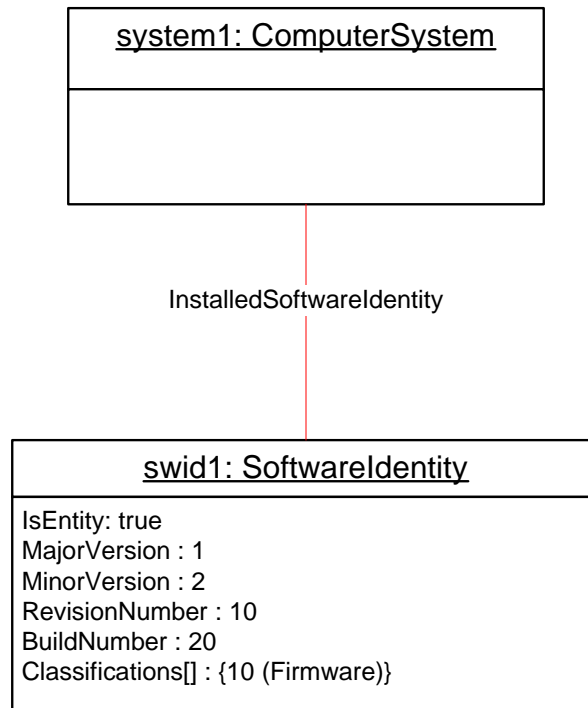 system1: ComputerSystem
InstalledSoftwareIdentity
swid1: SoftwareIdentity
IsEntity: true
MajorVersion : 1
MinorVersion : 2
RevisionNumber : 10
BuildNumber : 20
Classifications[] : {10 (Firmware)}